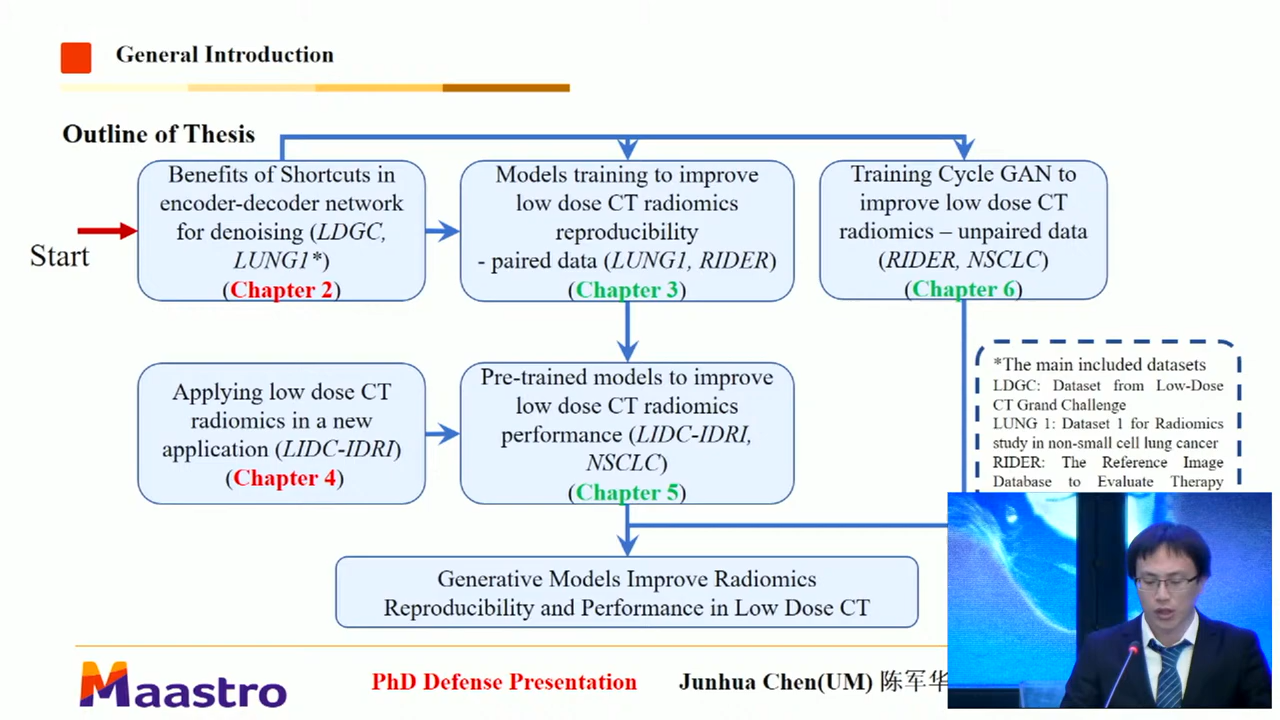 General Introduction
Outline of Thesis
Start
Benefits of Shortcuts in
encoder-decoder network
for denoising (LDGC,
LUNG1*)
(Chapter 2)
Models training to improve
low dose CT radiomics
reproducibility
- paired data (LUNG1, RIDER)
(Chapter 3)
Training Cycle GAN to
improve low dose CT
radiomics – unpaired data
(RIDER, NSCLC)
(Chapter 6)
Applying low dose CT
radiomics in a new
application (LIDC-IDRI)
(Chapter 4)
Pre-trained models to improve
low dose CT radiomics
performance (LIDC-IDRI,
NSCLC)
(Chapter 5)
*The main included datasets
LDGC: Dataset from Low-Dose
CT Grand Challenge
LUNG 1: Dataset 1 for Radiomics
study in non-small cell lung cancer
RIDER: The Reference Image
Database to Evaluate Therapy
Generative Models Improve Radiomics
Reproducibility and Performance in Low Dose CT
Maastro
PhD Defense Presentation
Junhua Chen(UM) 陈军华